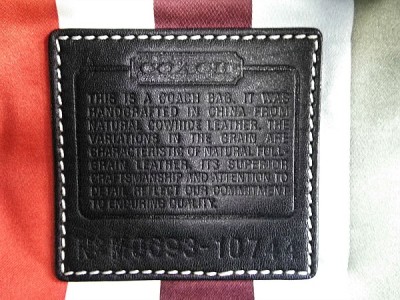 COACH
THIS IS A COACH BAG. IT WAS
HANDCRAFTED IN CHINA FROM
NATURAL COWHIDE LEATHER. THE
VARIATIONS IN THE GRAIN ARE
CHARACTERISTIC OF NATURAL FULL
GRAIN LEATHER. ITS SUPERIOR
CRAFTSMANSHIP AND ATTENTION TO
DETAIL REFLECT OUR COMMITMENT
TO ENDURING QUALITY.
Nº M0693-10744